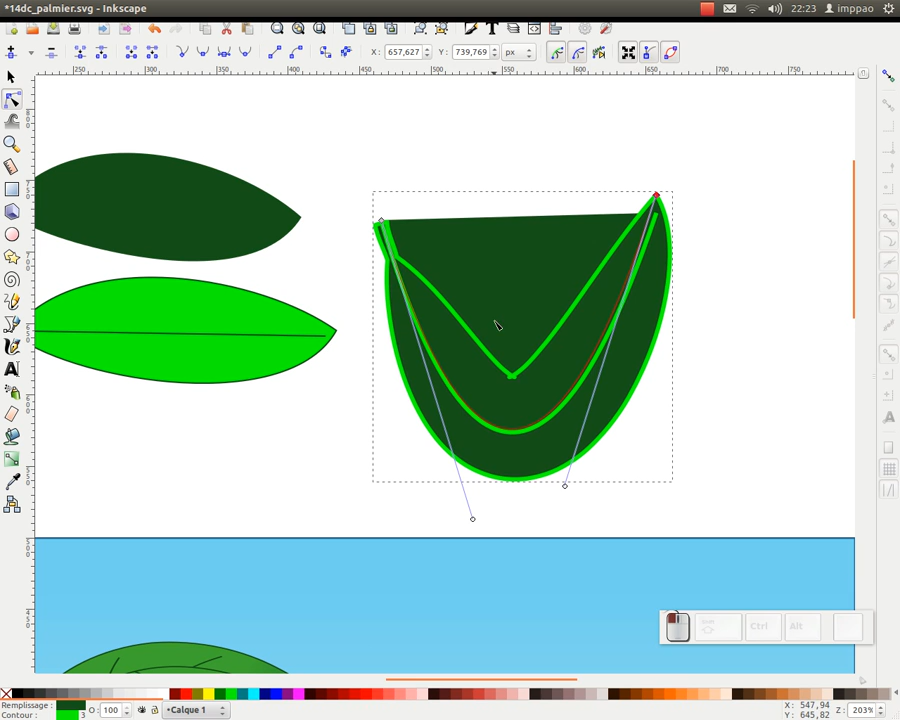 *14dc_palmier.svg - Inkscape
22:23 imppao
X : 657,627 Y : 739,769 px
250 300 350 400 450 500 550 600 650 700 750
A
A
Ctrl Alt
Remplissage : O : 100 •Calque 1 X : 547,94 Z : 203%
Contour : 3 Y : 645,82